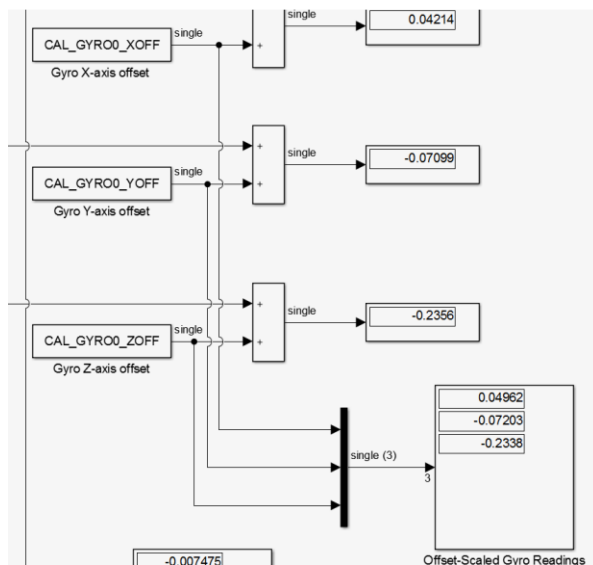 single
0.04214
single
CAL_GYRO0_XOFF
+
Gyro X-axis offset
+
single
-0.07099
single
CAL_GYRO0_YOFF
+
Gyro Y-axis offset
+
single
-0.2356
single
CAL_GYRO0_ZOFF
+
Gyro Z-axis offset
0.04962
-0.07203
-0.2338
single (3)
3
-0.007475
Offset-Scaled Gyro Readings